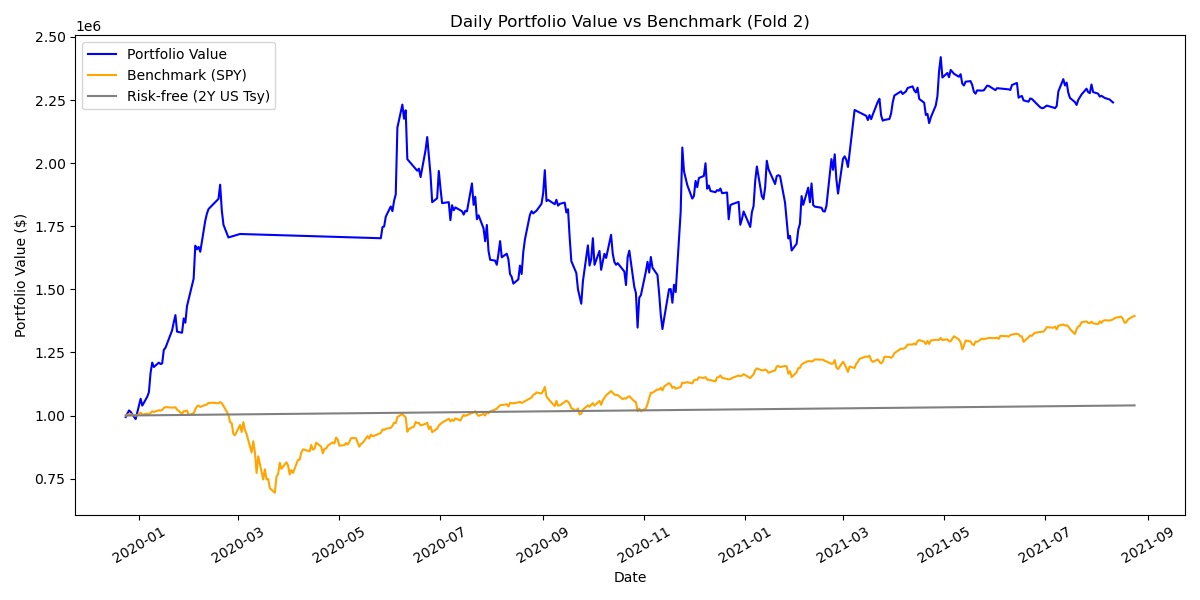 Daily Portfolio Value vs Benchmark (Fold 2)
1e6
2.50
2.25
2.00
1.75
1.50
1.25
1.00
0.75
Portfolio Value ($)
Portfolio Value
Benchmark (SPY)
Risk-free (2Y US Tsy)
2020-01
2020-03
2020-05
2020-07
2020-09
2020-11
2021-01
2021-03
2021-05
2021-07
2021-09
Date